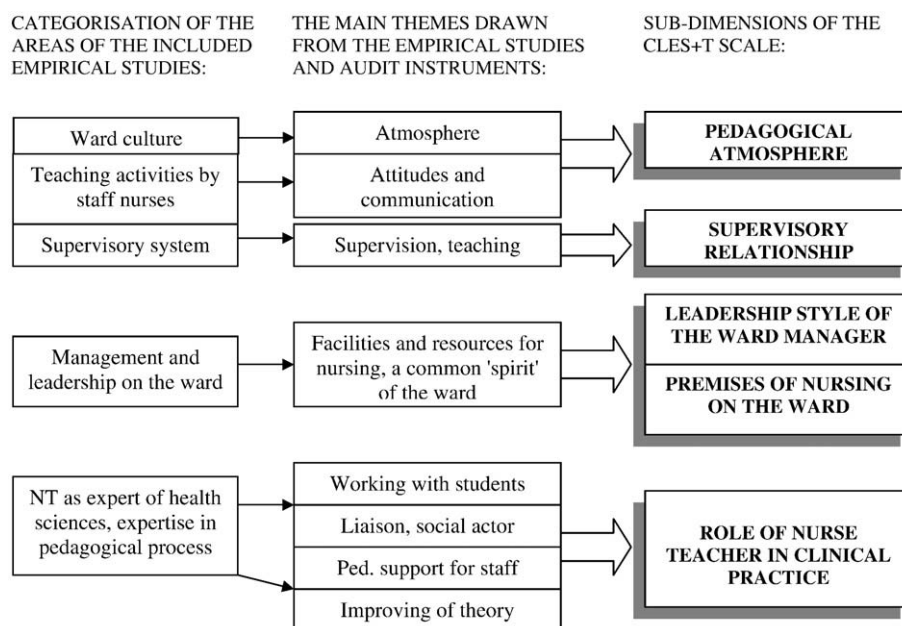 CATEGORISATION OF THE
AREAS OF THE INCLUDED
EMPIRICAL STUDIES:
THE MAIN THEMES DRAWN
FROM THE EMPIRICAL STUDIES
AND AUDIT INSTRUMENTS:
SUB-DIMENSIONS OF THE
CLES+T SCALE:
Ward culture
Teaching activities by
staff nurses
Supervisory system
Atmosphere
Attitudes and
communication
Supervision, teaching
PEDAGOGICAL
ATMOSPHERE
SUPERVISORY
RELATIONSHIP
Management and
leadership on the ward
Facilities and resources for
nursing, a common 'spirit'
of the ward
LEADERSHIP STYLE OF
THE WARD MANAGER
PREMISES OF NURSING
ON THE WARD
NT as expert of health
sciences, expertise in
pedagogical process
Working with students
Liaison, social actor
Ped. support for staff
Improving of theory
ROLE OF NURSE
TEACHER IN CLINICAL
PRACTICE